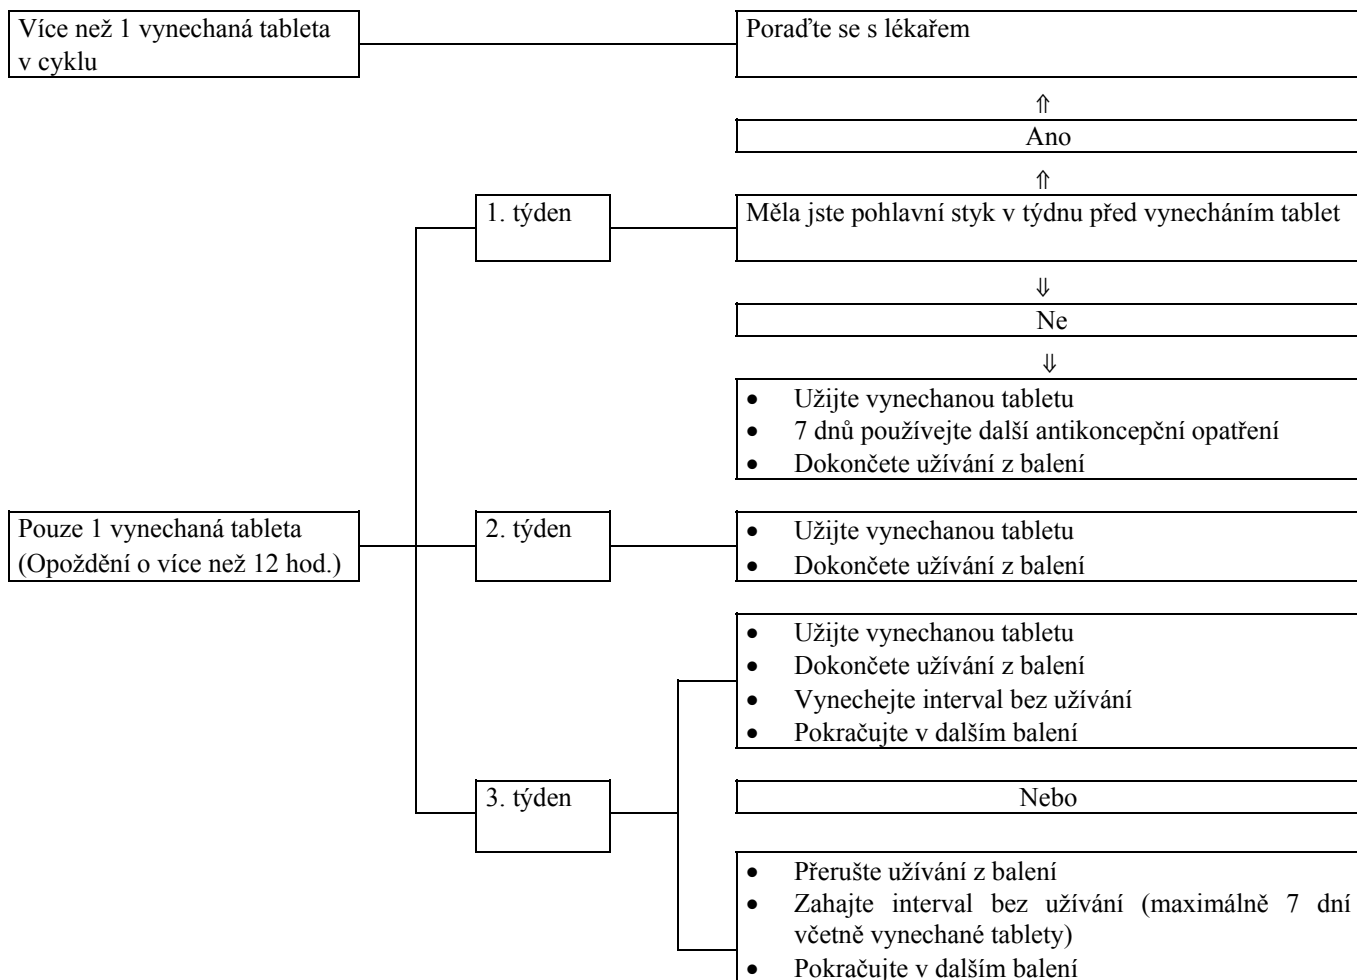 Více než 1 vynechaná tableta
v cyklu
Poraďte se s lékařem
⇑
Ano
⇑
1. týden
Měla jste pohlavní styk v týdnu před vynecháním tablet
⇓
Ne
⇓
• Užijte vynechanou tabletu
• 7 dnů používejte další antikoncepční opatření
• Dokončete užívání z balení
Pouze 1 vynechaná tableta
(Opoždění o více než 12 hod.)
2. týden
• Užijte vynechanou tabletu
• Dokončete užívání z balení
• Užijte vynechanou tabletu
• Dokončete užívání z balení
• Vynechejte interval bez užívání
• Pokračujte v dalším balení
3. týden
Nebo
• Přerušte užívání z balení
• Zahajte interval bez užívání (maximálně 7 dní
včetně vynechané tablety)
• Pokračujte v dalším balení